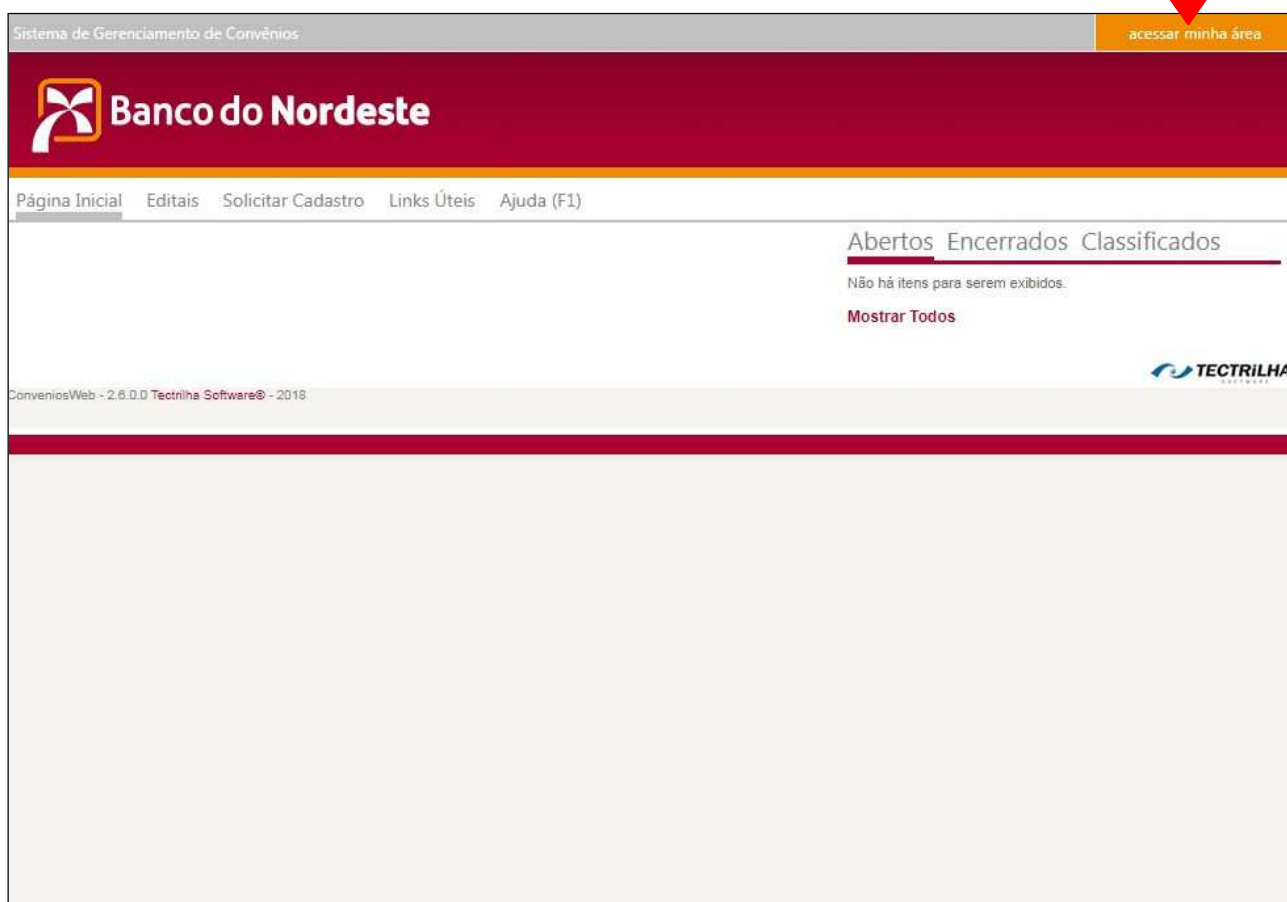 Sistema de Gerenciamento de Convênios acessar minha área
Banco do Nordeste
Página Inicial Editais Solicitar Cadastro Links Úteis Ajuda (F1)
Abertos Encerrados Classificados
Não há itens para serem exibidos.
Mostrar Todos
TECTRiLHA
SOFTWARE
ConveniosWeb - 2.6.0.0 Tectrilha Software® - 2018